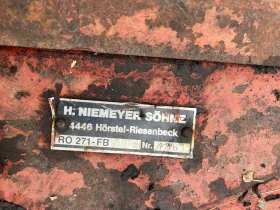 H. NIEMEYER SÖHNE
4446 Hörstel-Riesenbeck
RO 271-FB Nr.